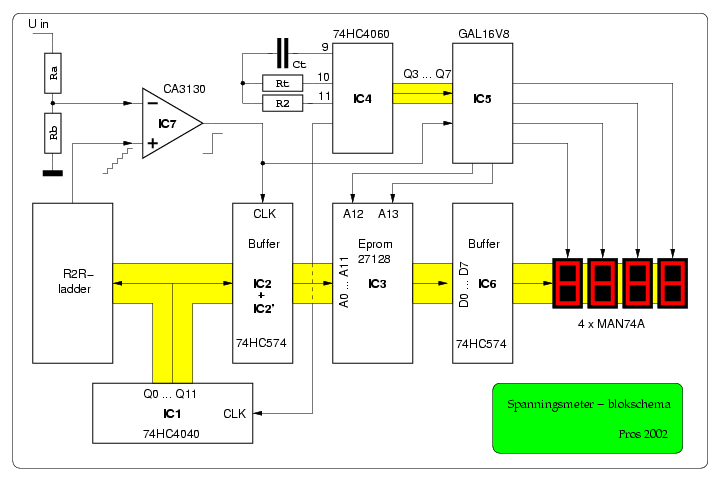 U in
74HC4060
GAL16V8
9
Ct
Ra
Rt
10
Q3 ... Q7
CA3130
R2
11
IC4
IC5
IC7
Rb
CLK
A12
A13
Buffer
Eprom
27128
Buffer
R2R-
ladder
A0 ... A11
D0 ... D7
IC2
+
IC2'
IC3
IC6
4 x MAN74A
74HC574
74HC574
Q0 ... Q11
IC1
CLK
74HC4040
Spanningsmeter - blokschema
Pros 2002